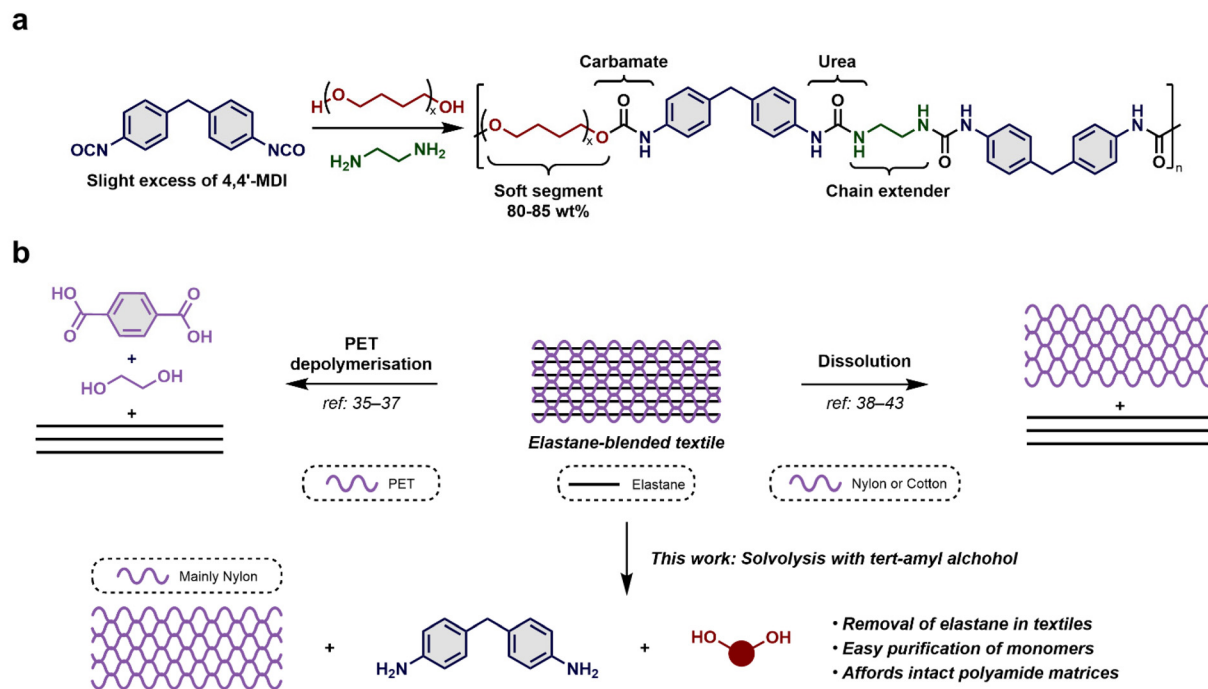 a
Carbamate
Urea
H
O
x
OH
OCN
NCO
H₂N
NH₂
Slight excess of 4,4'-MDI
O
x
O
O
N
H
N
H
O
N
H
H
N
O
H
N
H
N
O
n
Soft segment
80-85 wt%
Chain extender
b
HO
O
O
OH
+
HO
OH
+
PET
depolymerisation
ref: 35–37
Elastane-blended textile
Dissolution
ref: 38–43
+
PET
Elastane
Nylon or Cotton
This work: Solvolysis with tert-amyl alchohol
Mainly Nylon
+
H₂N
NH₂
+
HO
OH
• Removal of elastane in textiles
• Easy purification of monomers
• Affords intact polyamide matrices